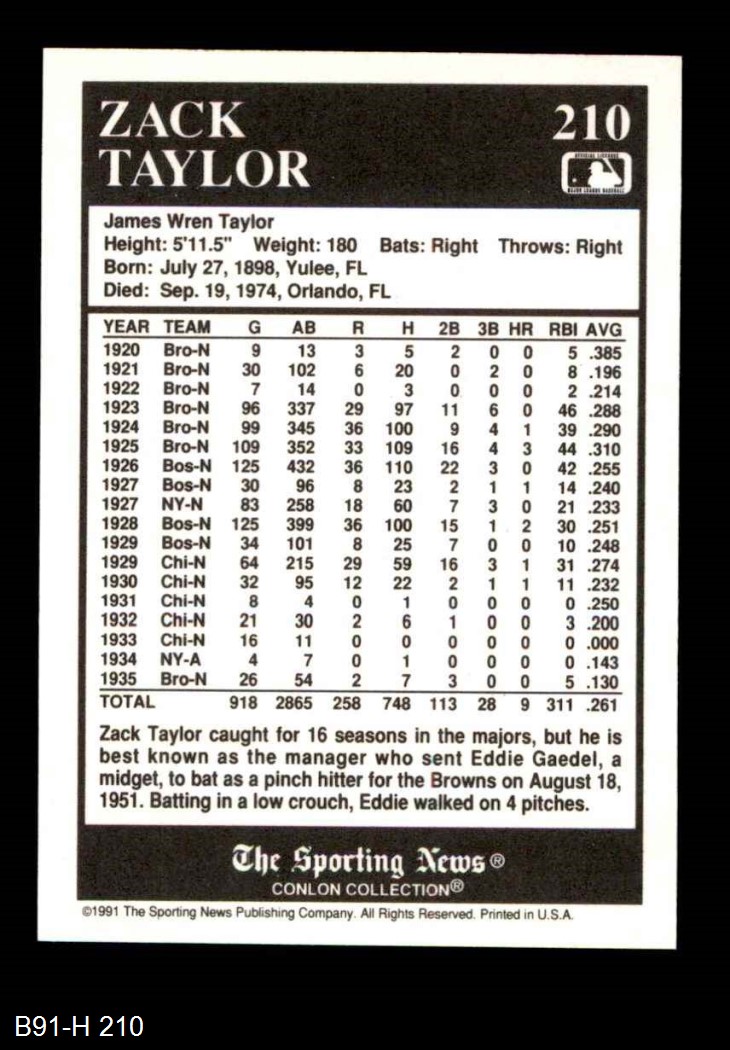 ZACK 210
TAYLOR
James Wren Taylor
Height: 5'11.5" Weight: 180 Bats: Right Throws: Right
Born: July 27, 1898, Yulee, FL
Died: Sep. 19, 1974, Orlando, FL
YEAR TEAM G AB R H 2B 3B HR RBI AVG
1920 Bro-N 9 13 3 5 2 0 0 5 .385
1921 Bro-N 30 102 6 20 0 2 0 8 .196
1922 Bro-N 7 14 0 3 0 0 0 2 .214
1923 Bro-N 96 337 29 97 11 6 0 46 .288
1924 Bro-N 99 345 36 100 9 4 1 39 .290
1925 Bro-N 109 352 33 109 16 4 3 44 .310
1926 Bos-N 125 432 36 110 22 3 0 42 .255
1927 Bos-N 30 96 8 23 2 1 1 14 .240
1927 NY-N 83 258 18 60 7 3 0 21 .233
1928 Bos-N 125 399 36 100 15 1 2 30 .251
1929 Bos-N 34 101 8 25 7 0 0 10 .248
1929 Chi-N 64 215 29 59 16 3 1 31 .274
1930 Chi-N 32 95 12 22 2 1 1 11 .232
1931 Chi-N 8 4 0 1 0 0 0 0 .250
1932 Chi-N 21 30 2 6 1 0 0 3 .200
1933 Chi-N 16 11 0 0 0 0 0 0 .000
1934 NY-A 4 7 0 1 0 0 0 0 .143
1935 Bro-N 26 54 2 7 3 0 0 5 .130
TOTAL 918 2865 258 748 113 28 9 311 .261
Zack Taylor caught for 16 seasons in the majors, but he is
best known as the manager who sent Eddie Gaedel, a
midget, to bat as a pinch hitter for the Browns on August 18,
1951. Batting in a low crouch, Eddie walked on 4 pitches.
The Sporting News®
CONLON COLLECTION®
©1991 The Sporting News Publishing Company. All Rights Reserved. Printed in U.S.A.
B91-H 210